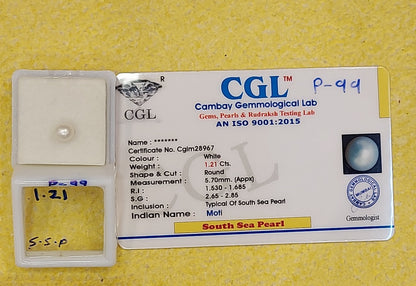 CGL
R
CGL™
P-99
Cambay Gemmological Lab
Gems, Pearls & Rudraksh Testing Lab
AN ISO 9001:2015
Name : *******
Certificate No. Cgim28967
Colour : White
Weight : 1.21 Cts.
Shape & Cut : Round
Measurement : 5.70mm (Appx)
R.I : 1.530 - 1.685
S.G : 2.65 - 2.85
Inclusion : Typical Of South Sea Pearl
Indian Name : Moti
South Sea Pearl
Gemmologist
P-99
1.21
S.S.P